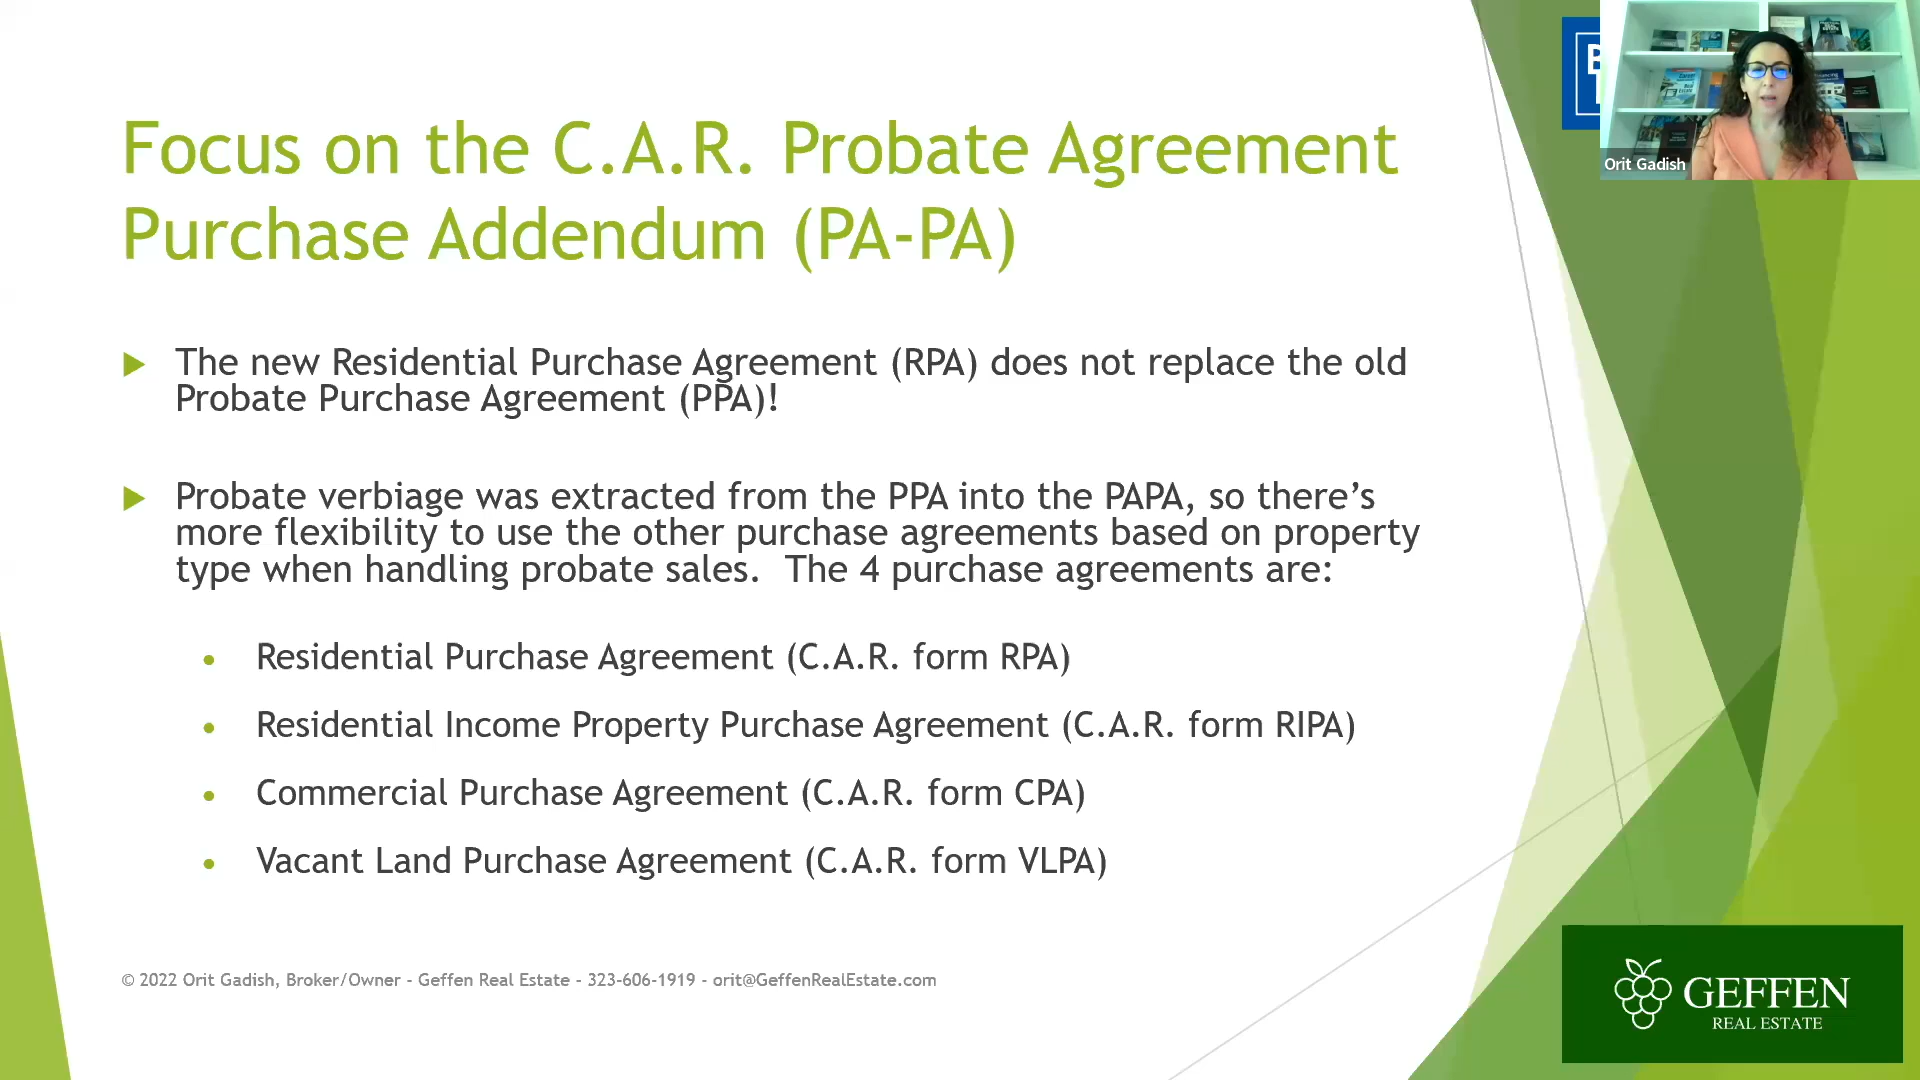 Focus on the C.A.R. Probate Agreement
Purchase Addendum (PA-PA)
The new Residential Purchase Agreement (RPA) does not replace the old
Probate Purchase Agreement (PPA)!
Probate verbiage was extracted from the PPA into the PAPA, so there’s
more flexibility to use the other purchase agreements based on property
type when handling probate sales.  The 4 purchase agreements are:
Residential Purchase Agreement (C.A.R. form RPA)
Residential Income Property Purchase Agreement (C.A.R. form RIPA)
Commercial Purchase Agreement (C.A.R. form CPA)
Vacant Land Purchase Agreement (C.A.R. form VLPA)
© 2022 Orit Gadish, Broker/Owner - Geffen Real Estate - 323-606-1919 - orit@GeffenRealEstate.com
Orit Gadish
GEFFEN
REAL ESTATE